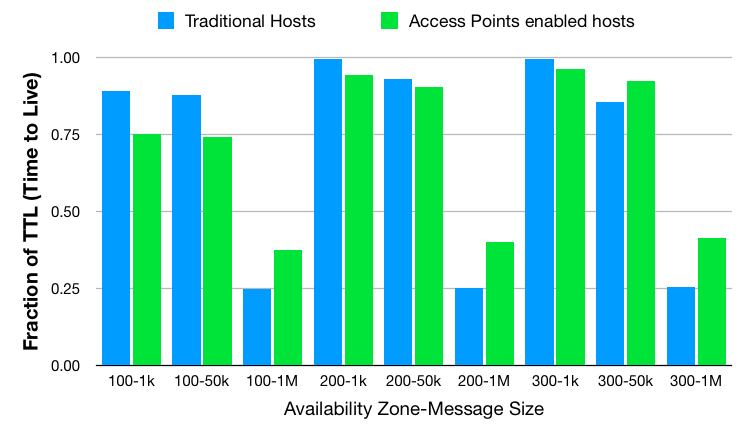 Traditional Hosts
Access Points enabled hosts
Fraction of TTL (Time to Live)
1.00
0.75
0.50
0.25
0.00
100-1k
100-50k
100-1M
200-1k
200-50k
200-1M
300-1k
300-50k
300-1M
Availability Zone-Message Size